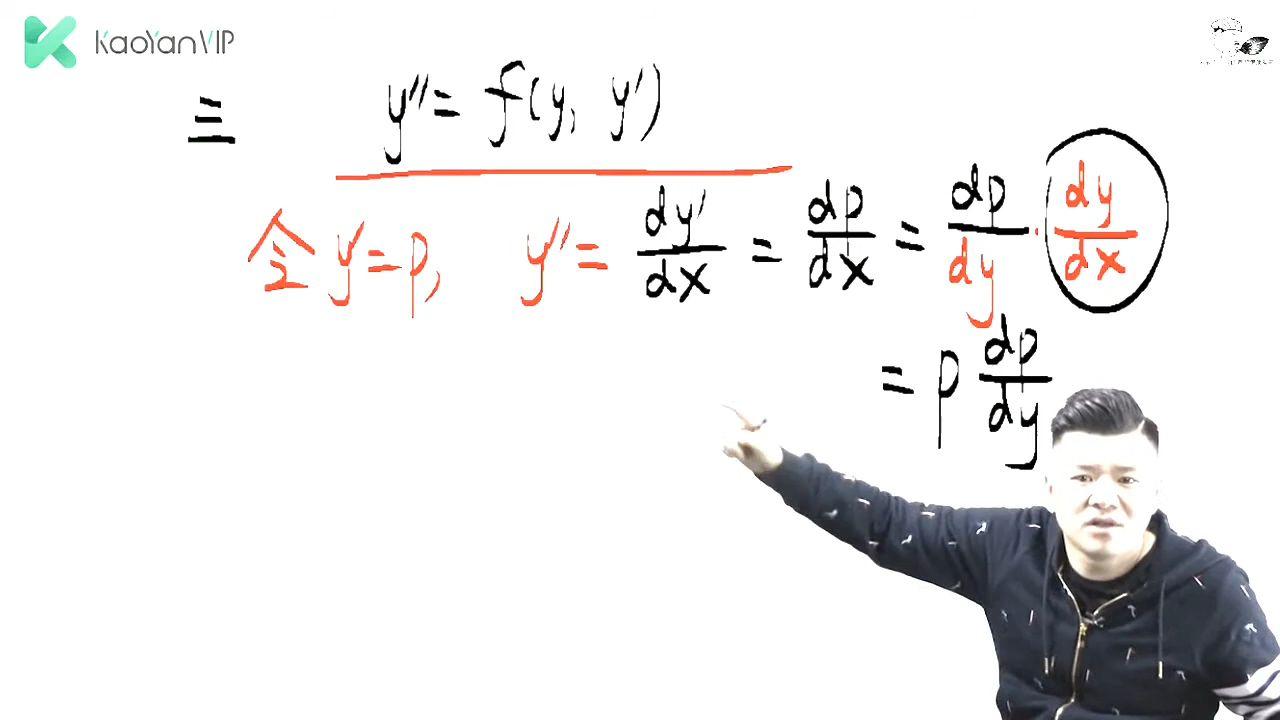 KaoYanVIP
三 y''= f(y, y')
令 y'=p, y''= dy'/dx = dp/dx = dp/dy · dy/dx
= p dp/dy